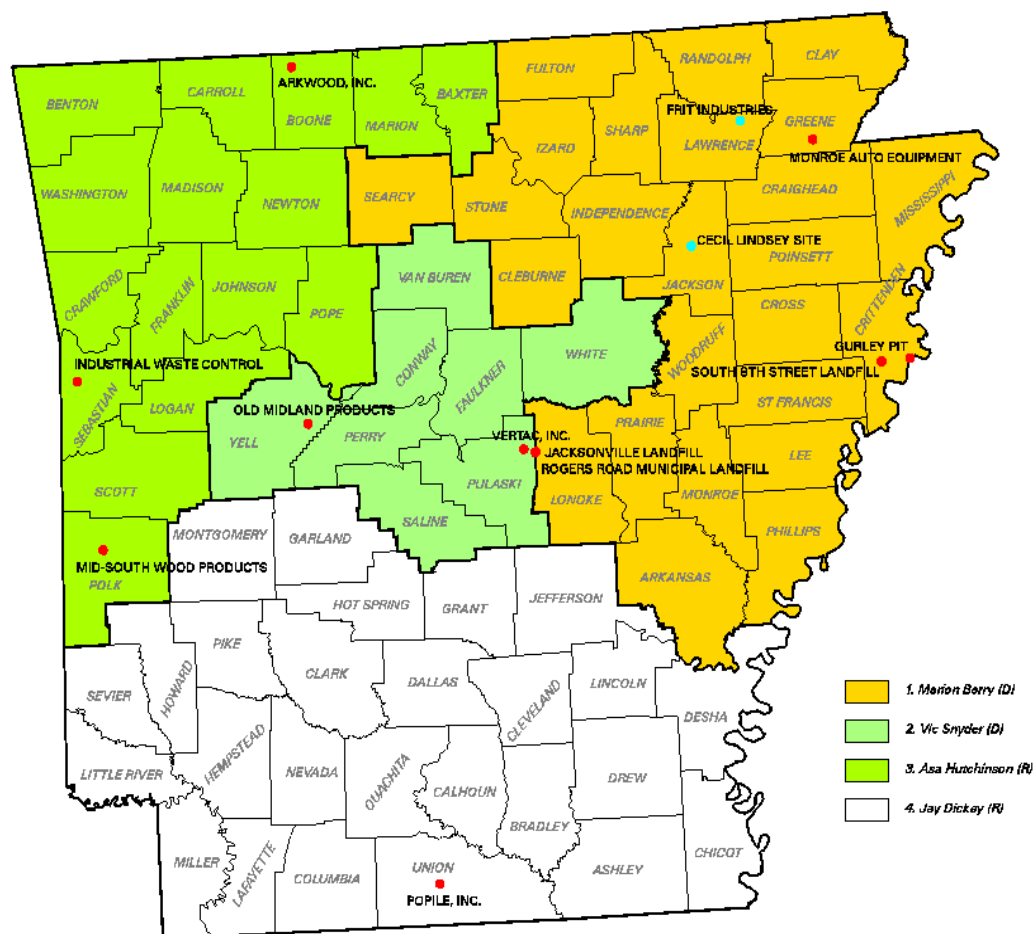 FULTON
RANDOLPH
CLAY
ARKWOOD, INC.
BENTON
CARROLL
BOONE
MARION
BAXTER
FRIT INDUSTRIES
GREENE
SHARP
IZARD
LAWRENCE
MONROE AUTO EQUIPMENT
WASHINGTON
MADISON
NEWTON
SEARCY
STONE
INDEPENDENCE
CRAIGHEAD
MISSISSIPPI
CECIL LINDSEY SITE
POINSETT
CRAWFORD
FRANKLIN
JOHNSON
POPE
VAN BUREN
CLEBURNE
JACKSON
CROSS
CRITTENDEN
INDUSTRIAL WASTE CONTROL
CONWAY
FAULKNER
WHITE
WOODRUFF
GURLEY PIT
SOUTH 8TH STREET LANDFILL
SEBASTIAN
LOGAN
OLD MIDLAND PRODUCTS
ST FRANCIS
YELL
PERRY
VERTAC, INC.
PRAIRIE
JACKSONVILLE LANDFILL
ROGERS ROAD MUNICIPAL LANDFILL
LEE
SCOTT
PULASKI
LONOKE
MONROE
SALINE
PHILLIPS
MONTGOMERY
GARLAND
MID-SOUTH WOOD PRODUCTS
POLK
ARKANSAS
HOT SPRING
GRANT
JEFFERSON
PIKE
CLARK
DALLAS
CLEVELAND
LINCOLN
SEVIER
HOWARD
DESHA
1. Marion Berry (D)
2. Vic Snyder (D)
3. Asa Hutchinson (R)
4. Jay Dickey (R)
LITTLE RIVER
HEMPSTEAD
NEVADA
OUACHITA
CALHOUN
DREW
BRADLEY
MILLER
LAFAYETTE
COLUMBIA
UNION
ASHLEY
CHICOT
POPILE, INC.